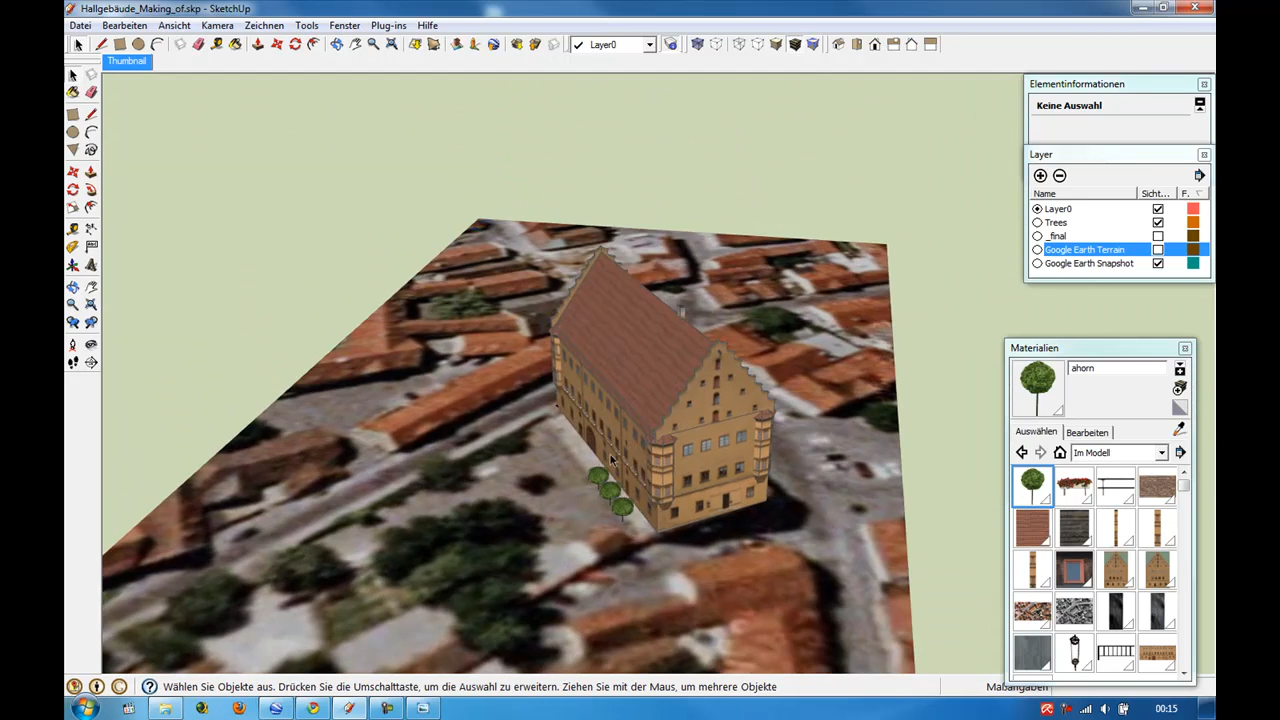 Hallgebäude_Making_of.skp - SketchUp
Datei Bearbeiten Ansicht Kamera Zeichnen Tools Fenster Plug-ins Hilfe
Layer0
Thumbnail
Elementinformationen
Keine Auswahl
Layer
Name Sicht... F.
Layer0
Trees
_final
Google Earth Terrain
Google Earth Snapshot
Materialien
ahorn
Auswählen Bearbeiten
Im Modell
Wählen Sie Objekte aus. Drücken Sie die Umschalttaste, um die Auswahl zu erweitern. Ziehen Sie mit der Maus, um mehrere Objekte
Maßangaben
00:15